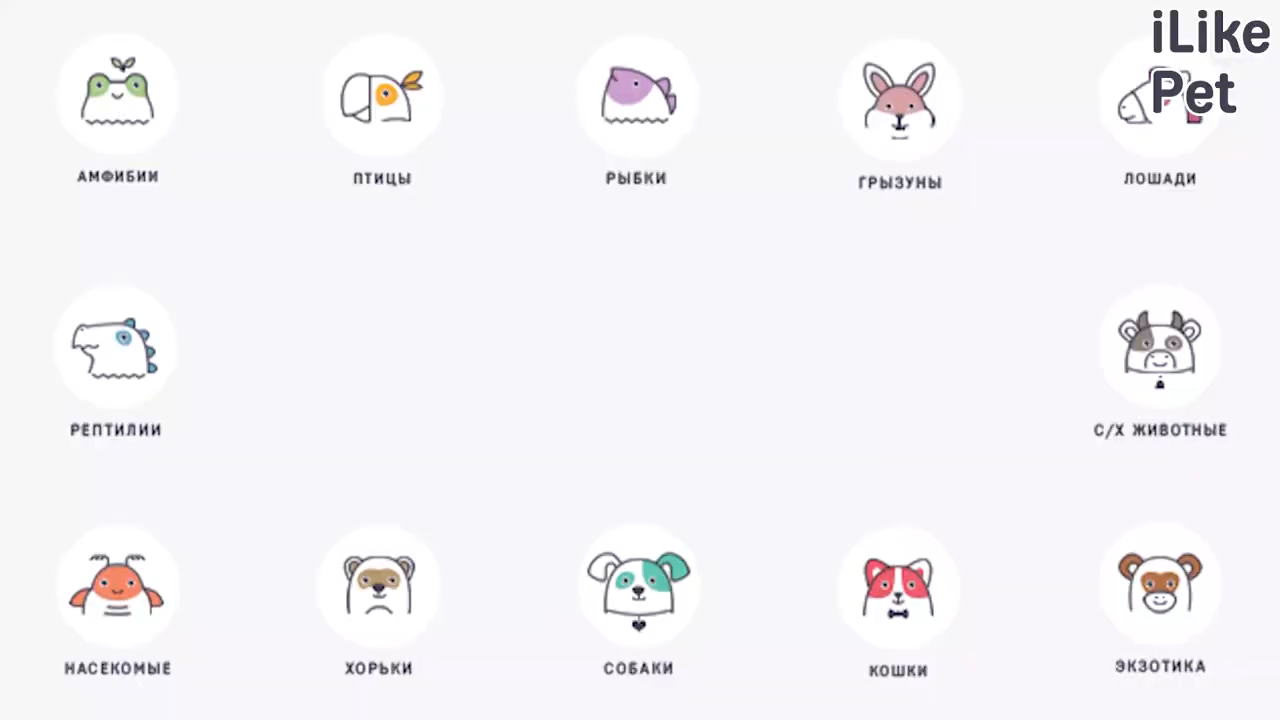 iLike
Pet
АМФИБИИ
ПТИЦЫ
РЫБКИ
ГРЫЗУНЫ
ЛОШАДИ
РЕПТИЛИИ
С/Х ЖИВОТНЫЕ
НАСЕКОМЫЕ
ХОРЬКИ
СОБАКИ
КОШКИ
ЭКЗОТИКА